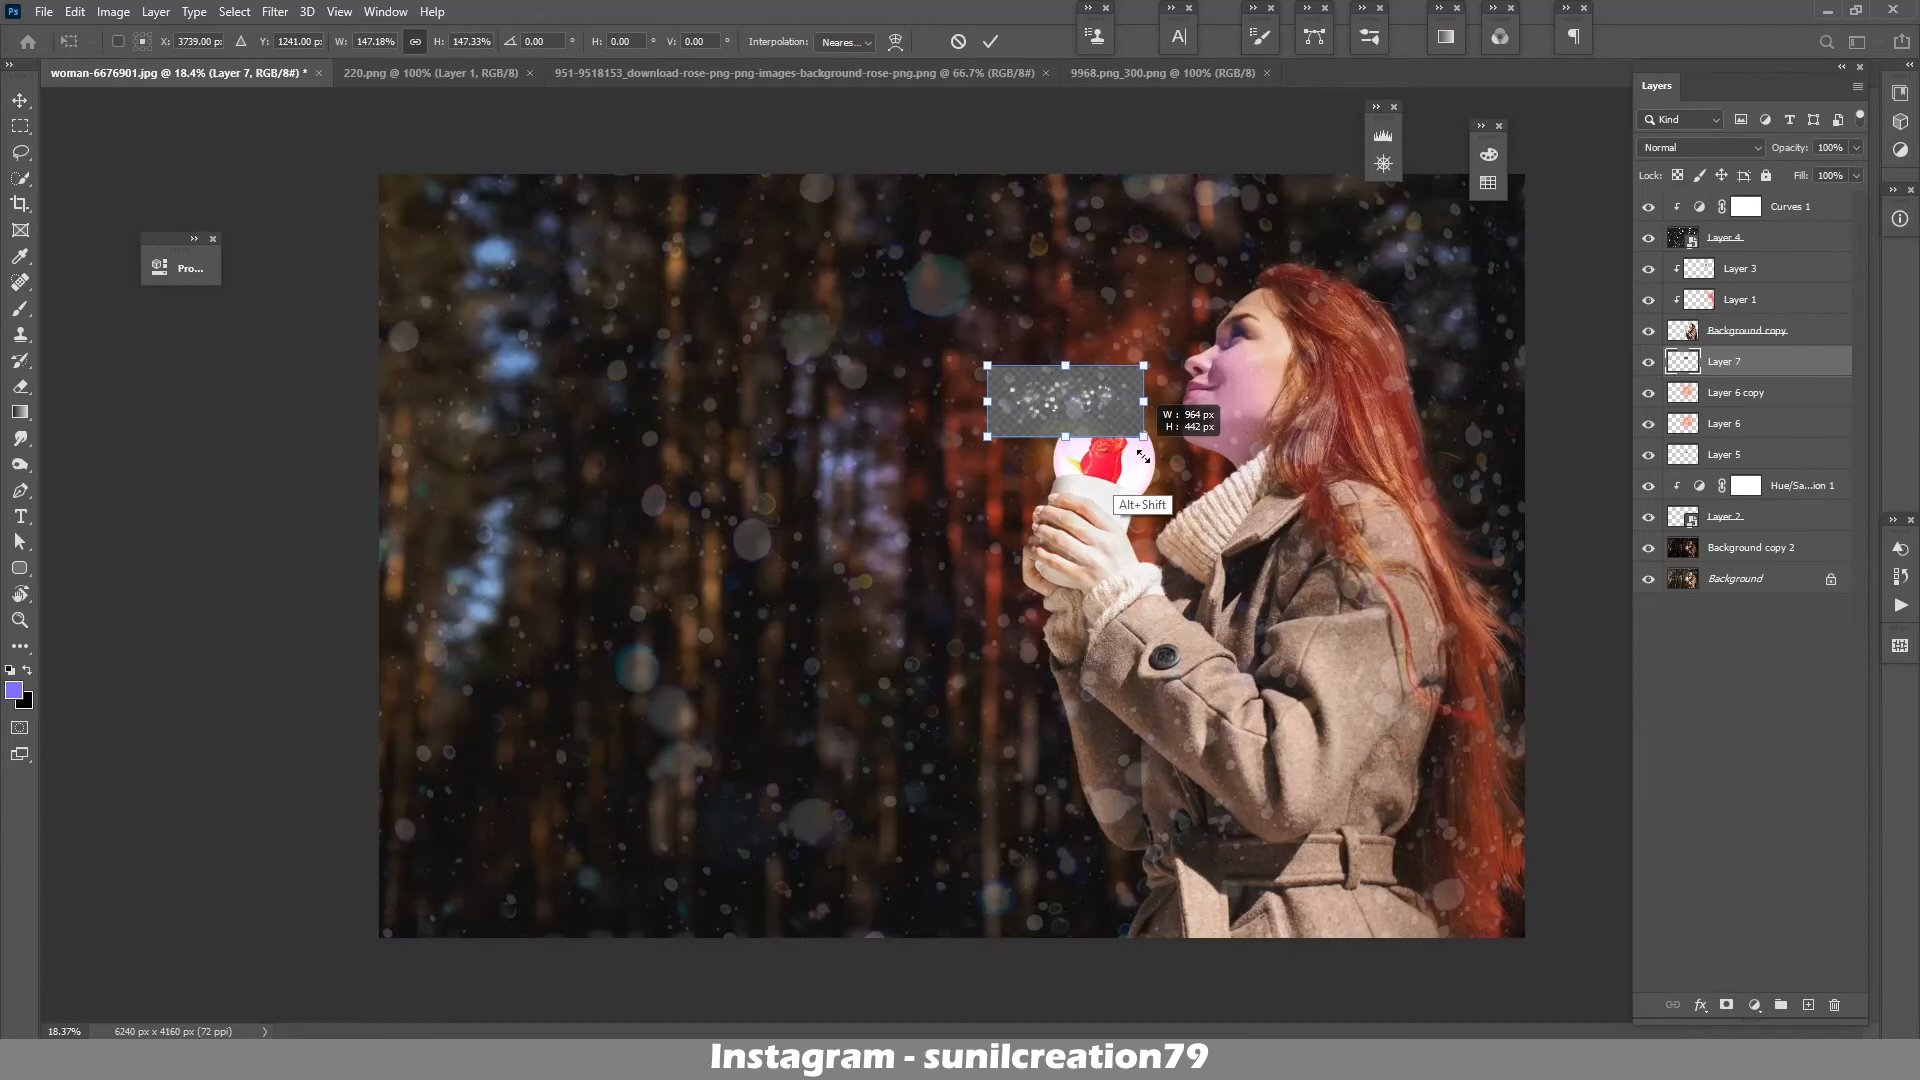 Ps File Edit Image Layer Type Select Filter 3D View Window Help
X: 3739.00 p: Y: 1241.00 p: W: 147.18% H: 147.33% 0.00 ° H: 0.00 ° V: 0.00 ° Interpolation: Neares...
woman-6676901.jpg @ 18.4% (Layer 7, RGB/8#) * 220.png @ 100% (Layer 1, RGB/8) 951-9518153_download-rose-png-png-images-background-rose-png.png @ 66.7% (RGB/8#) 9968.png_300.png @ 100% (RGB/8)
Layers
Kind
Normal Opacity: 100%
Lock: Fill: 100%
Curves 1
Layer 4
Layer 3
Layer 1
Background copy
Layer 7
Layer 6 copy
Layer 6
Layer 5
Hue/Sa...ion 1
Layer 2
Background copy 2
Background
Pro...
W : 964 px
H : 442 px
Alt+Shift
18.37% 6240 px x 4160 px (72 ppi)
Instagram - sunilcreation79